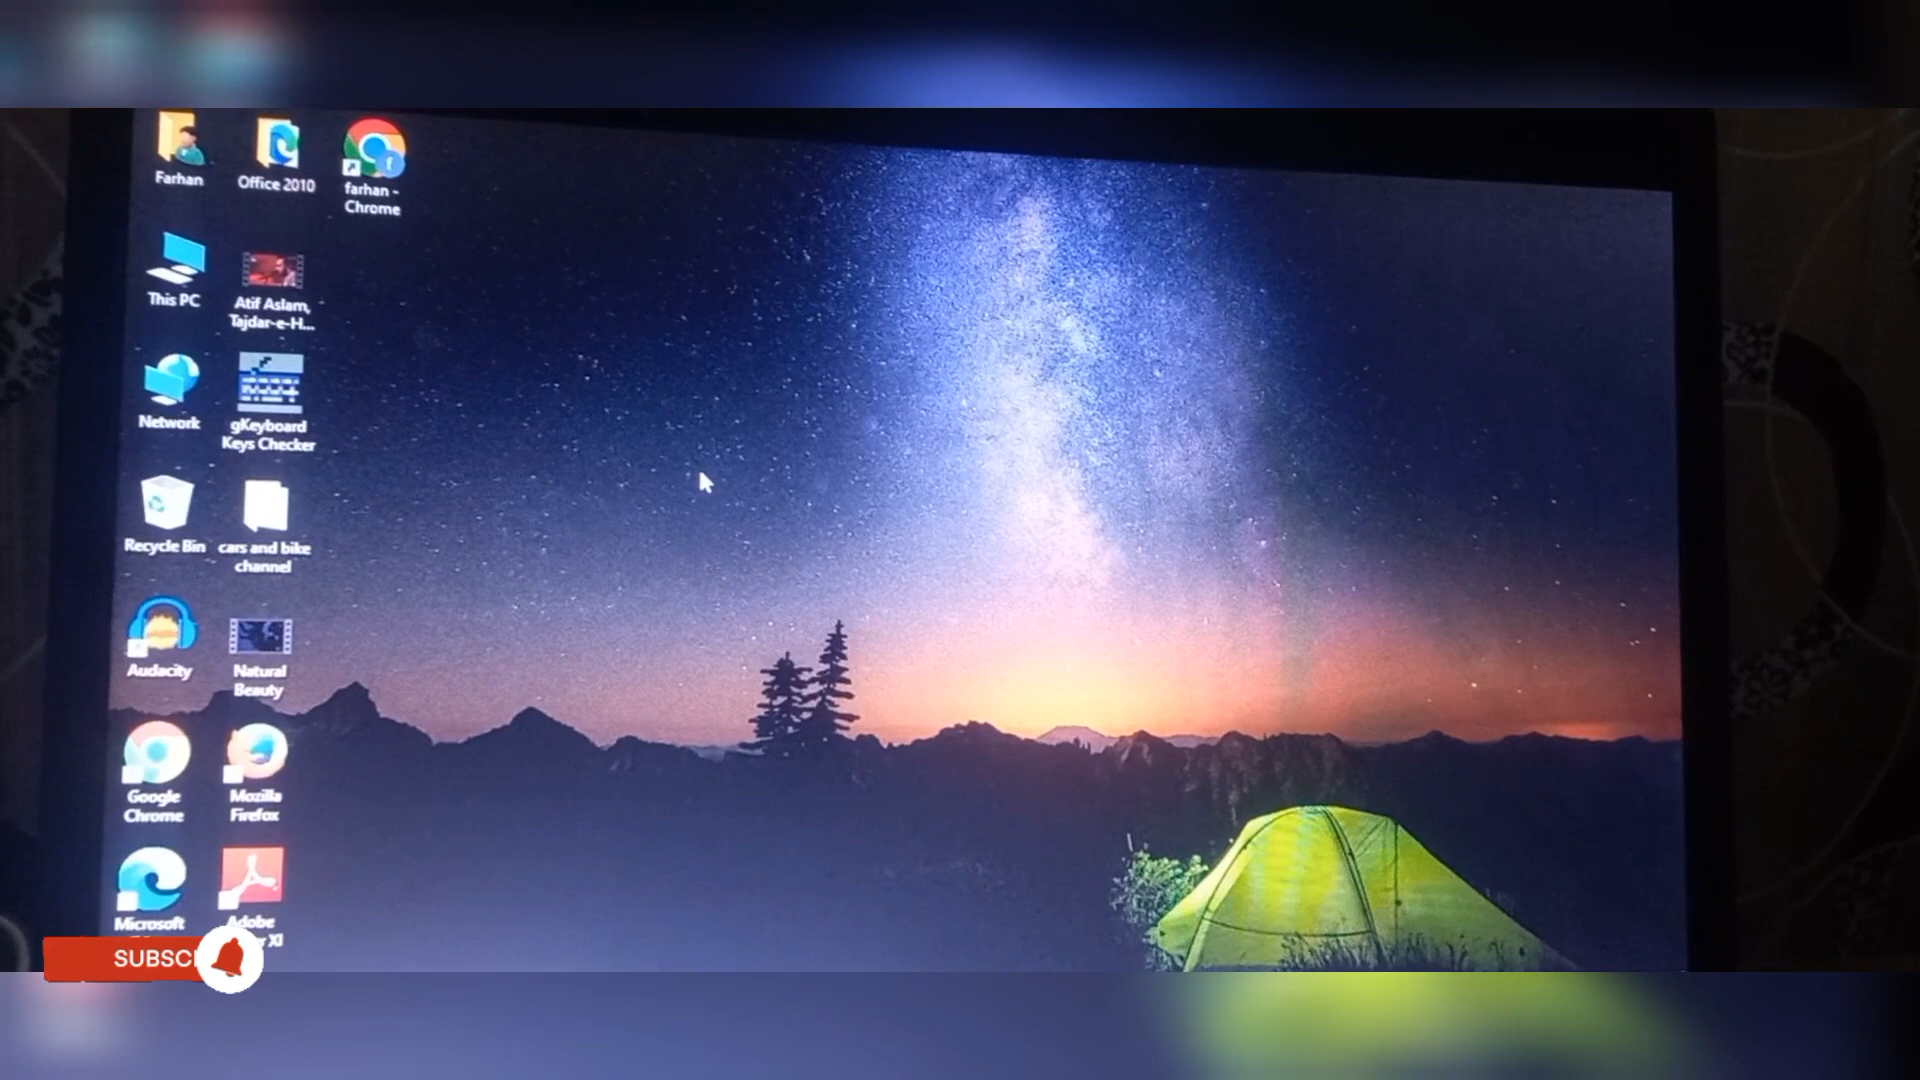 Farhan
Office 2010
farhan -
Chrome
This PC
Atif Aslam,
Tajdar-e-H...
Network
gKeyboard
Keys Checker
Recycle Bin
cars and bike
channel
Audacity
Natural
Beauty
Google
Chrome
Mozilla
Firefox
Microsoft
Adobe
XI
SUBSC